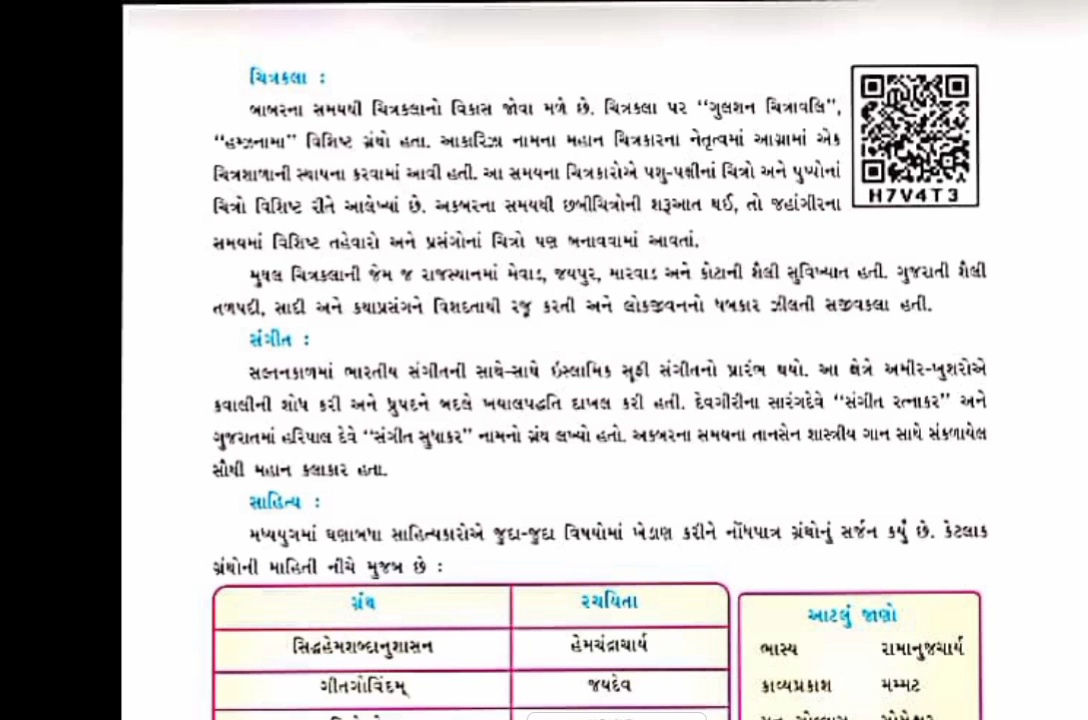 ચિત્રકલા :
બાબરના સમયથી ચિત્રકલાનો વિકાસ જોવા મળે છે. ચિત્રકલા પર "ગુલશન ચિત્રાવલિ",
"હમ્ઝનામા" વિશિષ્ટ ગ્રંથો હતા. આકારિઝા નામના મહાન ચિત્રકારના નેતૃત્વમાં આગ્રામાં એક
ચિત્રશાળાની સ્થાપના કરવામાં આવી હતી. આ સમયના ચિત્રકારોએ પશુ-પક્ષીનાં ચિત્રો અને પુષ્પોનાં
ચિત્રો વિશિષ્ટ રીને આલેખ્યાં છે. અકબરના સમયથી છબીચિત્રોની શરૂઆત થઈ, તો જહાંગીરના
સમયમાં વિશિષ્ટ તહેવારો અને પ્રસંગોનાં ચિત્રો પણ બનાવવામાં આવતાં.
H7V4T3
મુઘલ ચિત્રકલાની જેમ જ રાજસ્થાનમાં મેવાડ, જયપુર, મારવાડ અને કોટાની શૈલી સુવિખ્યાત હતી. ગુજરાતી શૈલી
તળપદી, સાદી અને કથાપ્રસંગને વિશદતાથી રજૂ કરતી અને લોકજીવનનો ધબકાર ઝીલતી સજીવકલા હતી.
સંગીત :
સલ્તનકાળમાં ભારતીય સંગીતની સાથે-સાથે ઇસ્લામિક સૂફી સંગીતનો પ્રારંભ થયો. આ ક્ષેત્રે અમીર-ખુશરોએ
કવાલીની શોધ કરી અને ધ્રુપદને બદલે ખયાલપદ્ધતિ દાખલ કરી હતી. દેવગીરીના સારંગદેવે "સંગીત રત્નાકર" અને
ગુજરાતમાં હરિપાલ દેવે "સંગીત સુધાકર" નામનો ગ્રંથ લખ્યો હતો. અકબરના સમયના તાનસેન શાસ્ત્રીય ગાન સાથે સંકળાયેલ
સૌથી મહાન કલાકાર હતા.
સાહિત્ય :
મધ્યયુગમાં ઘણાબધા સાહિત્યકારોએ જુદા-જુદા વિષયોમાં ખેડાણ કરીને નોંધપાત્ર ગ્રંથોનું સર્જન કર્યું છે. કેટલાક
ગ્રંથોની માહિતી નીચે મુજબ છે :
ગ્રંથ રચયિતા
સિદ્ધહેમશબ્દાનુશાસન હેમચંદ્રાચાર્ય
ગીતગોવિંદમ્ જયદેવ
આટલું જાણો
ભાસ્ય રામાનુજચાર્ય
કાવ્યપ્રકાશ મમ્મટ